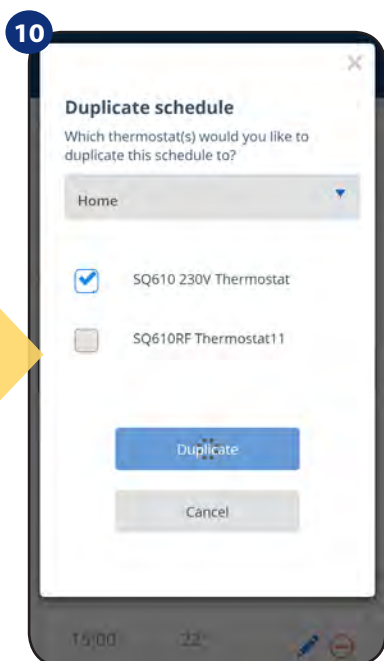 10
Duplicate schedule
Which thermostat(s) would you like to
duplicate this schedule to?
Home
SQ610 230V Thermostat
SQ610RF Thermostat11
Duplicate
Cancel
15:00 22°